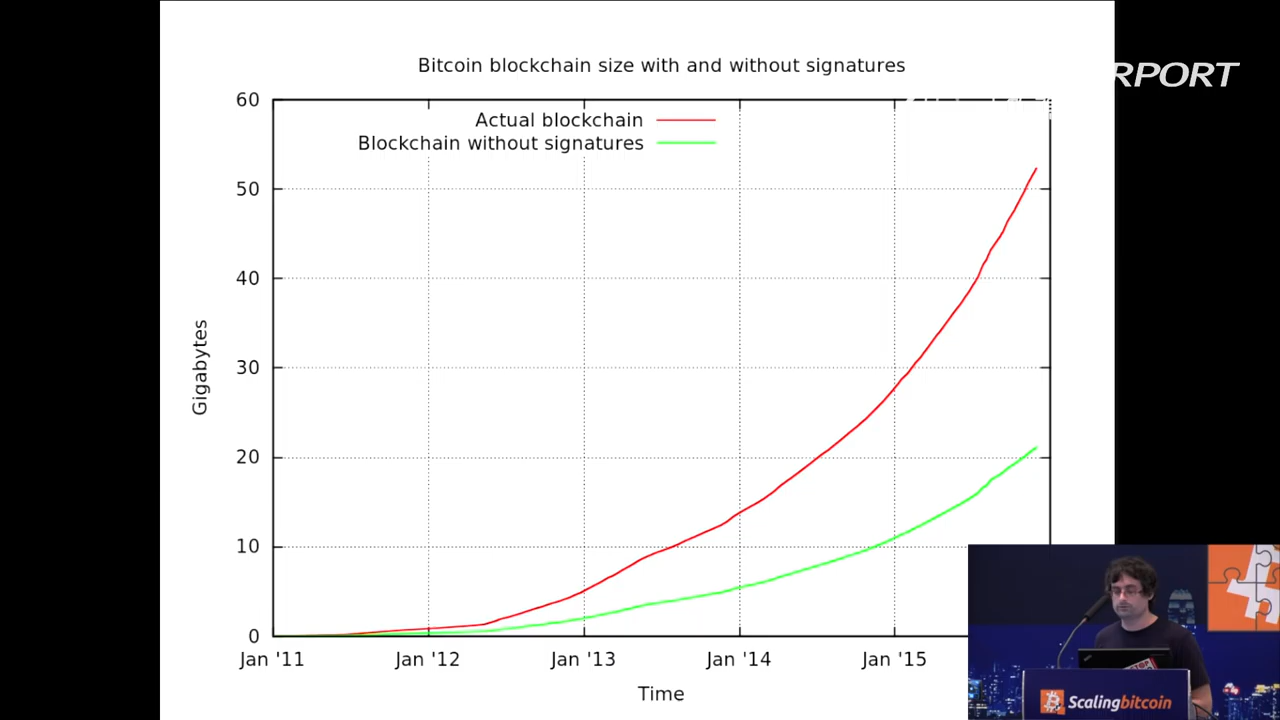 Bitcoin blockchain size with and without signatures
RPORT
Actual blockchain
Blockchain without signatures
60
50
40
30
20
10
0
Gigabytes
Jan '11 Jan '12 Jan '13 Jan '14 Jan '15
Time
Scalingbitcoin